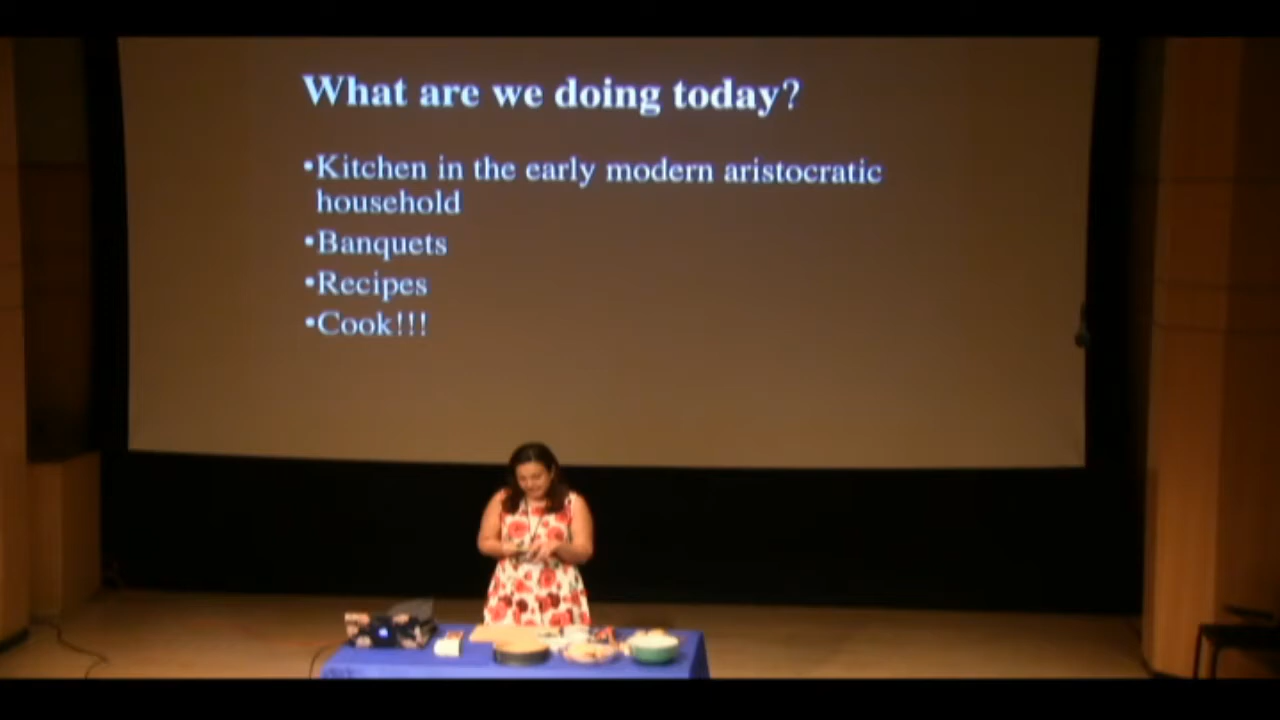 What are we doing today?
•Kitchen in the early modern aristocratic
household
•Banquets
•Recipes
•Cook!!!